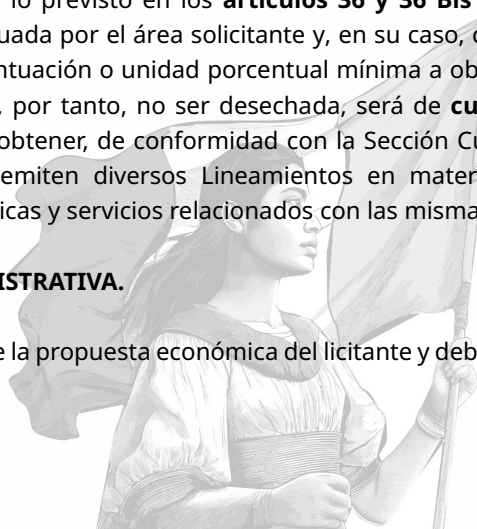 lo previsto en los artículos 36 y 36 Bis
uada por el área solicitante y, en su caso,
ntuación o unidad porcentual mínima a ob
, por tanto, no ser desechada, será de cu
obtener, de conformidad con la Sección Cu
emiten diversos Lineamientos en mater
icas y servicios relacionados con las misma
ISTRATIVA.
e la propuesta económica del licitante y deb